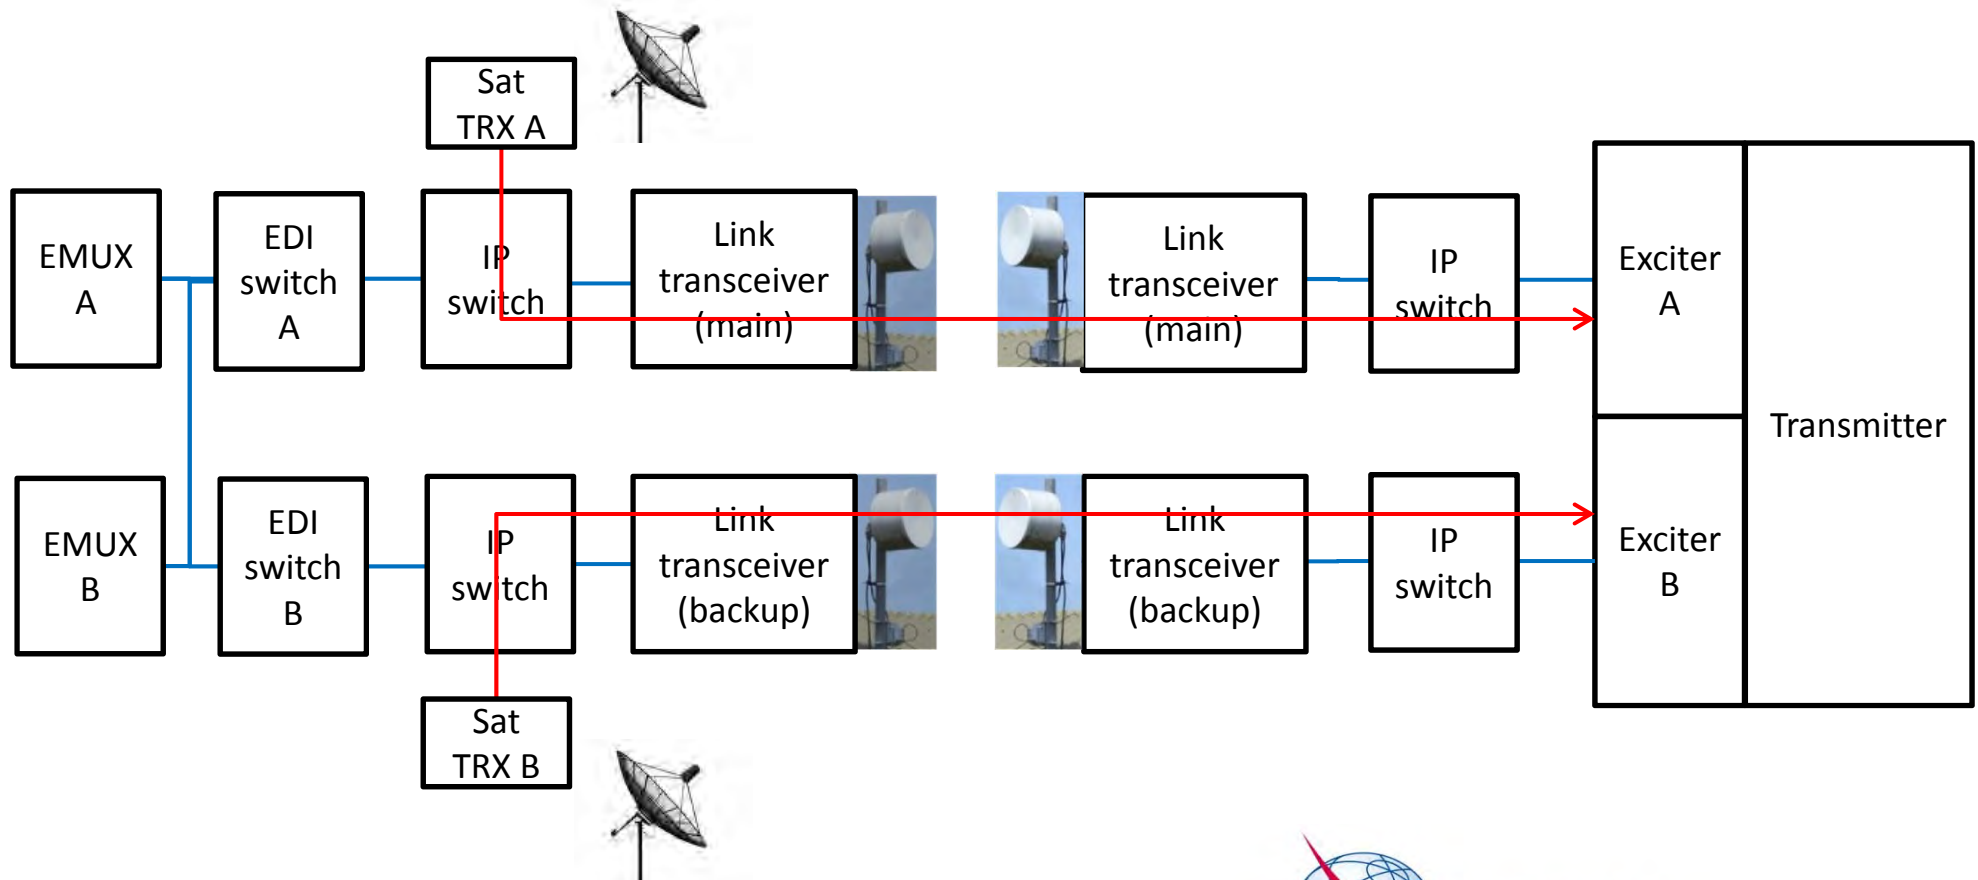 Sat
TRX A
EMUX
A
EDI
switch
A
IP
switch
Link
transceiver
(main)
Link
transceiver
(main)
IP
switch
Exciter
A
Transmitter
EMUX
B
EDI
switch
B
IP
switch
Link
transceiver
(backup)
Link
transceiver
(backup)
IP
switch
Exciter
B
Sat
TRX B